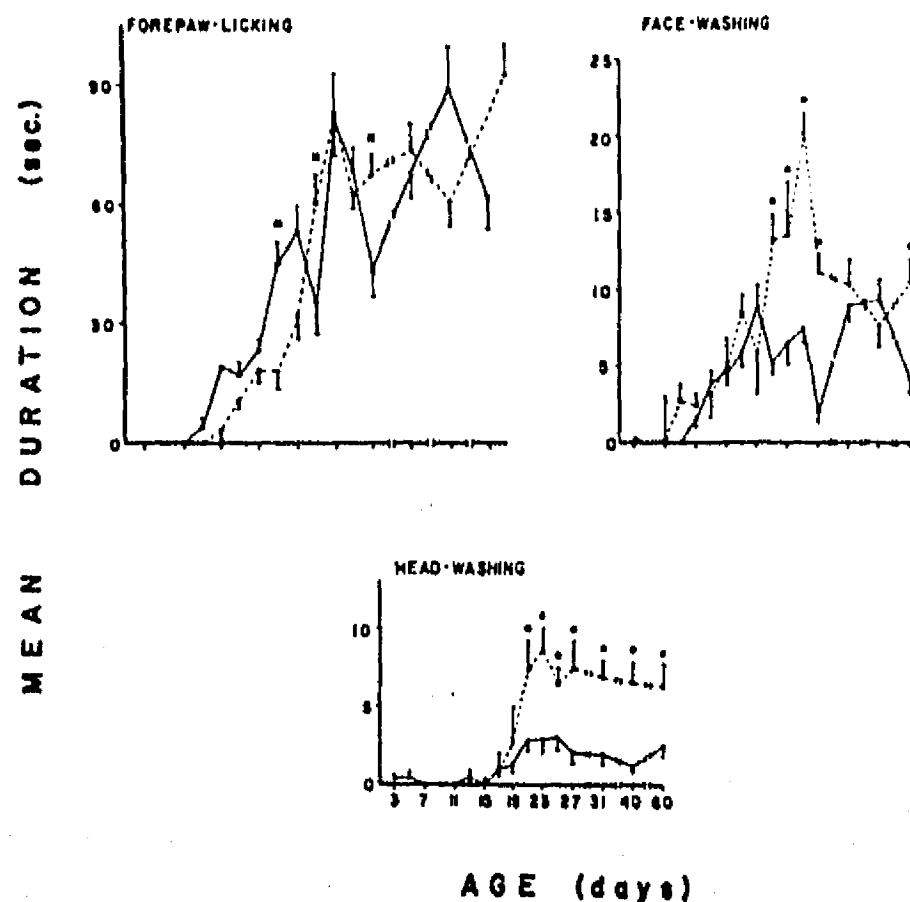 FOREPAW·LICKING
90
60
30
0
FACE·WASHING
25
20
15
10
5
0
MEAN DURATION (sec.)
HEAD·WASHING
10
5
0
3 7 11 15 19 23 27 31 40 60
AGE (days)